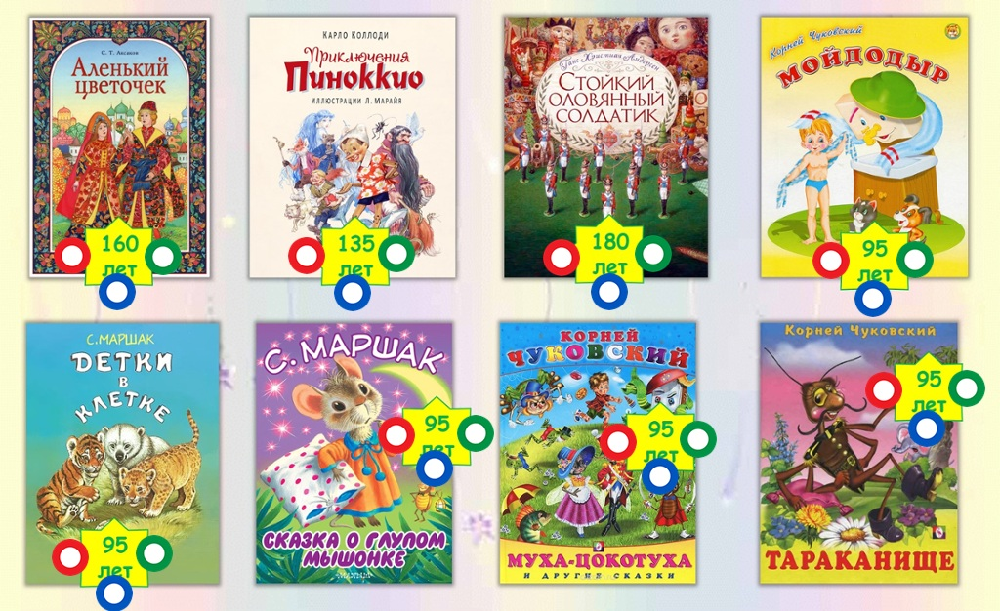 С. Т. Аксаков
Аленький
цветочек
160
лет
КАРЛО КОЛЛОДИ
Приключения
Пиноккио
ИЛЛЮСТРАЦИИ Л. МАРАЙЯ
135
лет
Ганс Христиан Андерсен
СТОЙКИЙ
ОЛОВЯННЫЙ
СОЛДАТИК
180
лет
Корней Чуковский
МОЙДОДЫР
95
лет
С.МАРШАК
ДЕТКИ
В
КЛЕТКЕ
95
лет
С. МАРШАК
95
лет
СКАЗКА О ГЛУПОМ
МЫШОНКЕ
КОРНЕЙ
ЧУКОВСКИЙ
95
лет
МУХА-ЦОКОТУХА
И ДРУГИЕ СКАЗКИ
Корней Чуковский
95
лет
ТАРАКАНИЩЕ